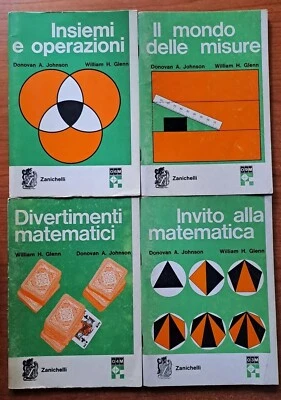 Insiemi
e operazioni
Donovan A. Johnson William H. Glenn
Zanichelli
Il mondo
delle misure
Donovan A. Johnson William H. Glenn
Zanichelli
Divertimenti
matematici
William H. Glenn Donovan A. Johnson
Zanichelli
Invito alla
matematica
Donovan A. Johnson William H. Glenn
Zanichelli